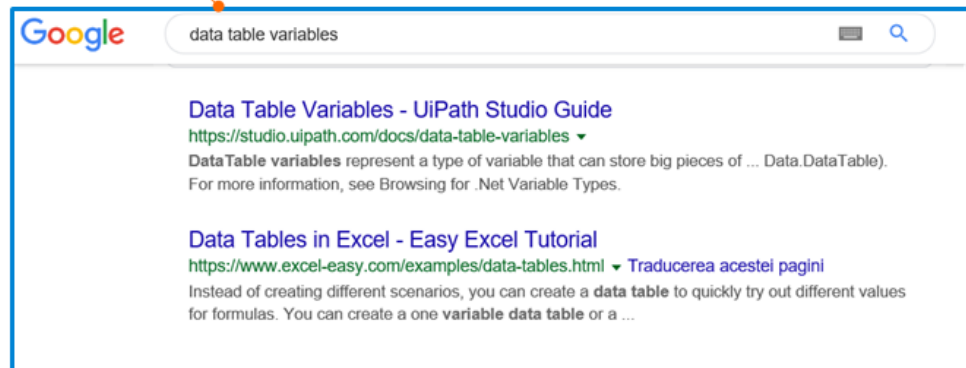 Google
data table variables
Data Table Variables - UiPath Studio Guide
https://studio.uipath.com/docs/data-table-variables
DataTable variables represent a type of variable that can store big pieces of ... Data.DataTable).
For more information, see Browsing for .Net Variable Types.
Data Tables in Excel - Easy Excel Tutorial
https://www.excel-easy.com/examples/data-tables.html Traducerea acestei pagini
Instead of creating different scenarios, you can create a data table to quickly try out different values
for formulas. You can create a one variable data table or a ...